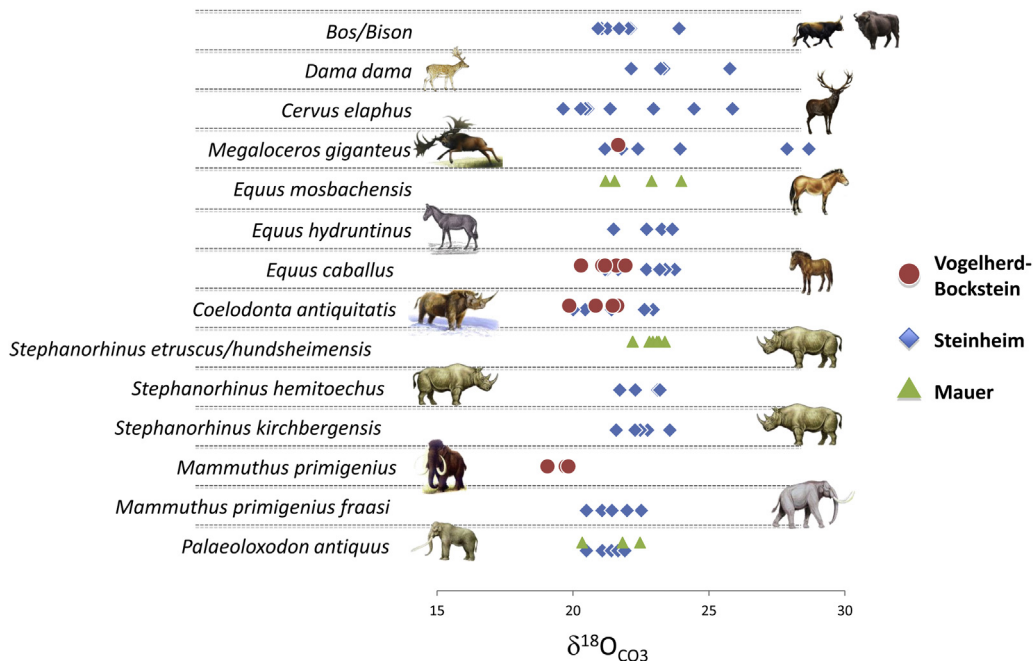 Bos/Bison
Dama dama
Cervus elaphus
Megaloceros giganteus
Equus mosbachensis
Equus hydruntinus
Equus caballus
Coelodonta antiquitatis
Stephanorhinus etruscus/hundsheimensis
Stephanorhinus hemitoechus
Stephanorhinus kirchbergensis
Mammuthus primigenius
Mammuthus primigenius fraasi
Palaeoloxodon antiquus
Vogelherd-
Bockstein
Steinheim
Mauer
15 20 25 30
δ¹⁸O_CO3